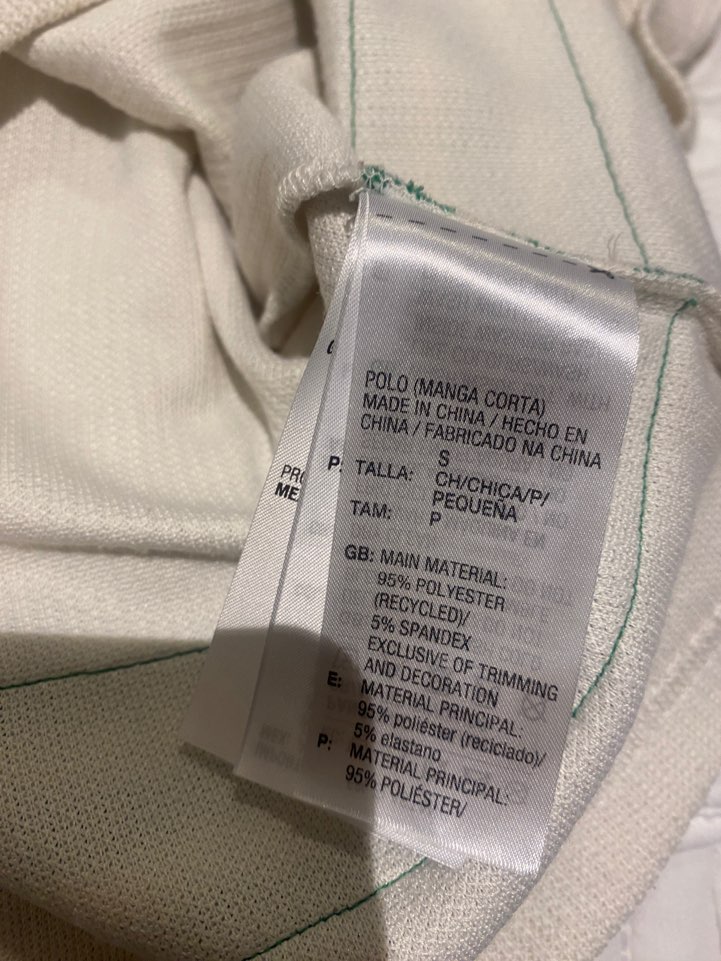 POLO (MANGA CORTA)
MADE IN CHINA / HECHO EN
CHINA / FABRICADO NA CHINA
S
P: TALLA: CH/CHICA/P/
PEQUEÑA
TAM: P
GB: MAIN MATERIAL:
95% POLYESTER
(RECYCLED)/
5% SPANDEX
EXCLUSIVE OF TRIMMING
AND DECORATION
E: MATERIAL PRINCIPAL:
95% poliéster (reciclado)/
5% elastano
P: MATERIAL PRINCIPAL:
95% POLIÉSTER/